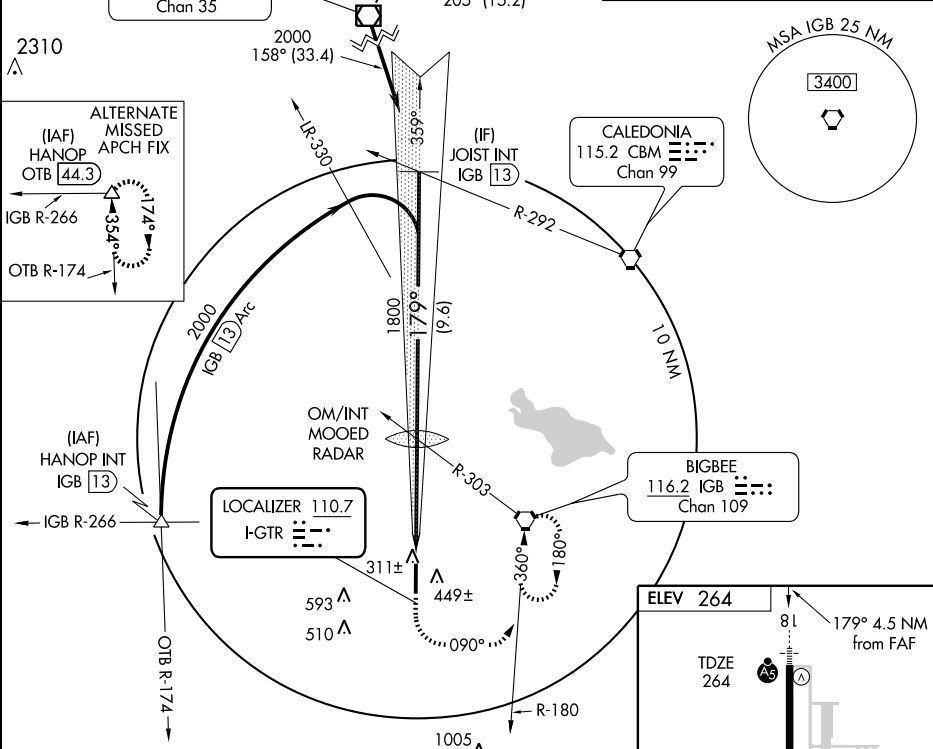 Chan 35
2310
2000
158° (33.4)
MSA IGB 25 NM
3400
ALTERNATE
MISSED
APCH FIX
(IAF)
HANOP
OTB 44.3
IGB R-266
174°
354°
OTB R-174
LR-330
359°
(IF)
JOIST INT
IGB 13
R-292
CALEDONIA
115.2 CBM
Chan 99
2000
IGB 13 Arc
1800
179°
(9.6)
10 NM
OM/INT
MOOED
RADAR
R-303
(IAF)
HANOP INT
IGB 13
IGB R-266
LOCALIZER 110.7
I-GTR
BIGBEE
116.2 IGB
Chan 109
360°
180°
311±
449±
593
510
090°
OTB R-174
R-180
1005
ELEV 264
18
179° 4.5 NM
from FAF
TDZE
264
A5